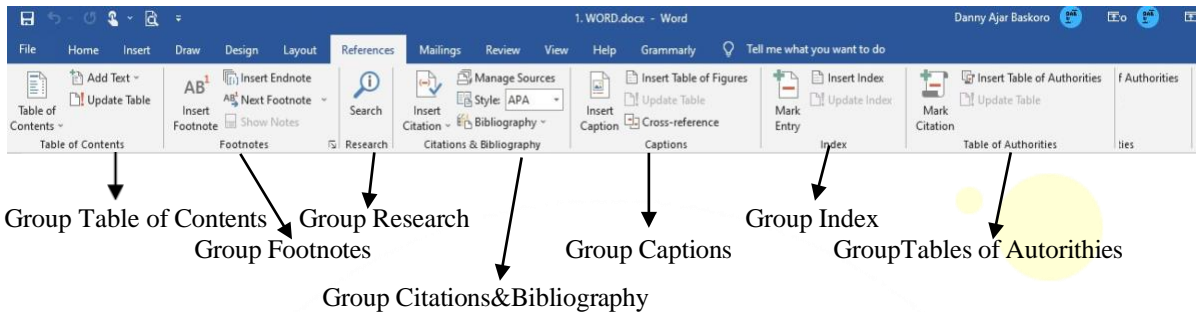 1. WORD.docx - Word Danny Ajar Baskoro
File Home Insert Draw Design Layout References Mailings Review View Help Grammarly Tell me what you want to do
Table of Contents
Add Text
Update Table
Table of Contents
AB1
Insert Footnote
Insert Endnote
Next Footnote
Show Notes
Footnotes
Search
Research
Insert Citation
Manage Sources
Style: APA
Bibliography
Citations & Bibliography
Insert Caption
Insert Table of Figures
Update Table
Cross-reference
Captions
Mark Entry
Insert Index
Update Index
Index
Mark Citation
Insert Table of Authorities
Update Table
Table of Authorities
f Authorities
ties
Group Table of Contents Group Research Group Index
Group Footnotes Group Captions GroupTables of Autorithies
Group Citations&Bibliography